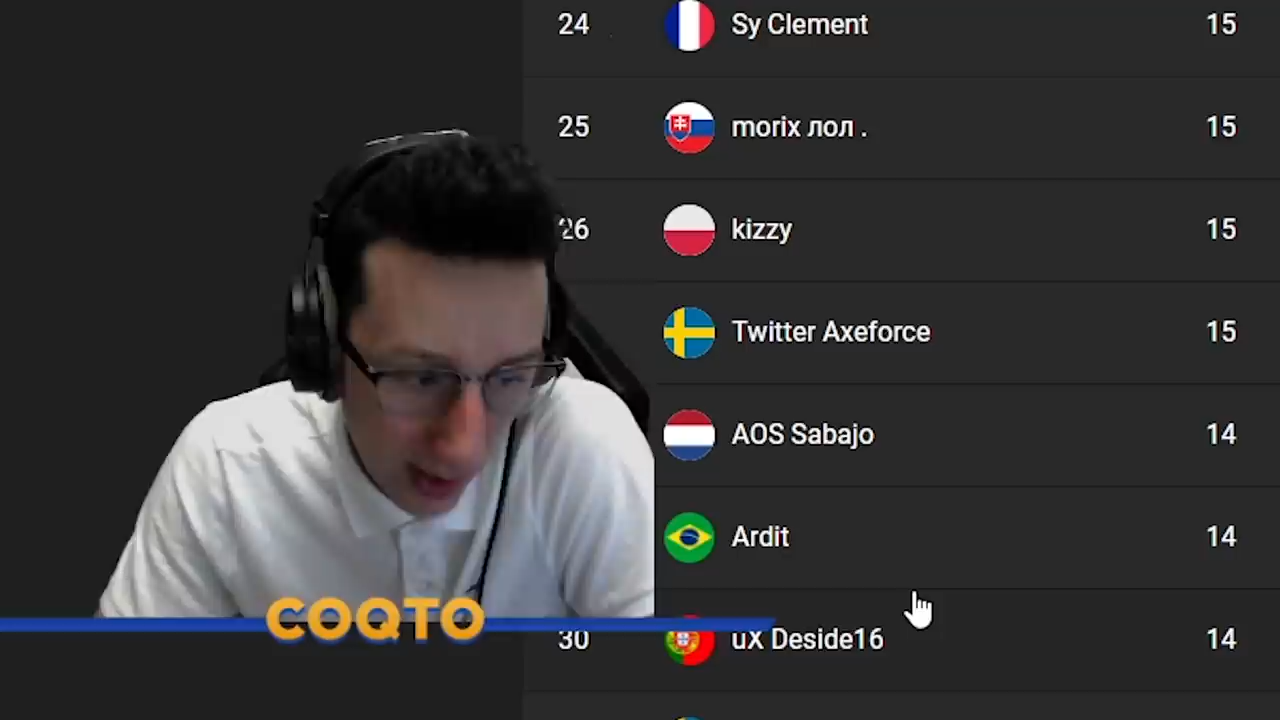 24 Sy Clement 15
25 morix лол . 15
26 kizzy 15
Twitter Axeforce 15
AOS Sabajo 14
Ardit 14
COQTO
30 uX Deside16 14